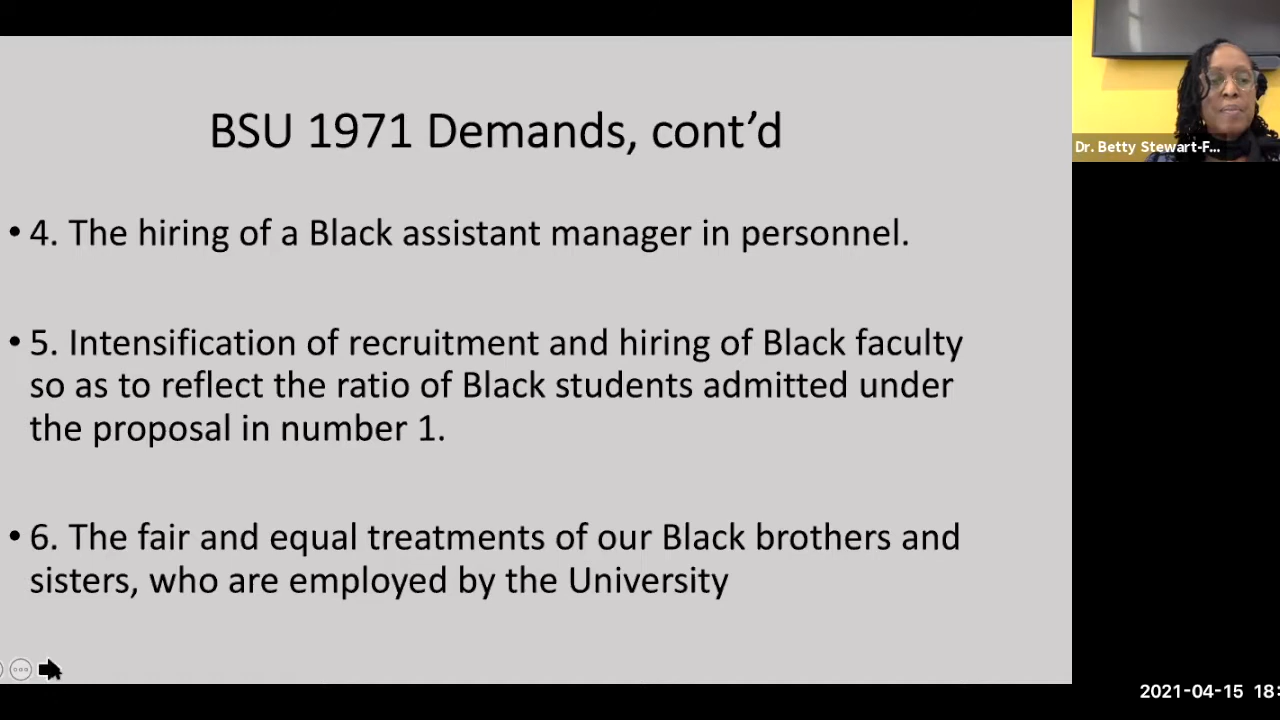 BSU 1971 Demands, cont’d
• 4. The hiring of a Black assistant manager in personnel.
• 5. Intensification of recruitment and hiring of Black faculty
so as to reflect the ratio of Black students admitted under
the proposal in number 1.
• 6. The fair and equal treatments of our Black brothers and
sisters, who are employed by the University
Dr. Betty Stewart-F...
2021-04-15 18: